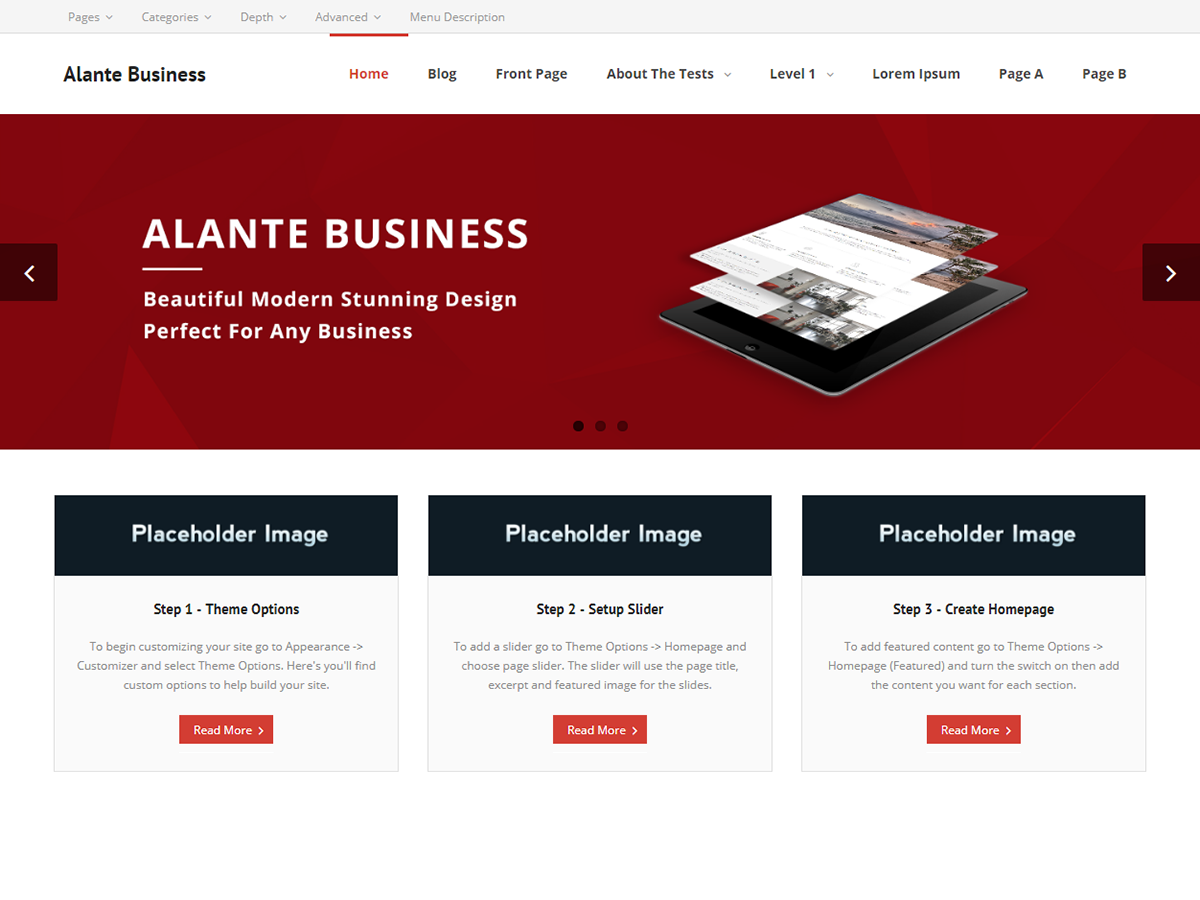 Pages Categories Depth Advanced Menu Description
Alante Business Home Blog Front Page About The Tests Level 1 Lorem Ipsum Page A Page B
ALANTE BUSINESS
Beautiful Modern Stunning Design
Perfect For Any Business
Placeholder Image
Step 1 - Theme Options
To begin customizing your site go to Appearance ->
Customizer and select Theme Options. Here's you'll find
custom options to help build your site.
Read More
Placeholder Image
Step 2 - Setup Slider
To add a slider go to Theme Options -> Homepage and
choose page slider. The slider will use the page title,
excerpt and featured image for the slides.
Read More
Placeholder Image
Step 3 - Create Homepage
To add featured content go to Theme Options ->
Homepage (Featured) and turn the switch on then add
the content you want for each section.
Read More